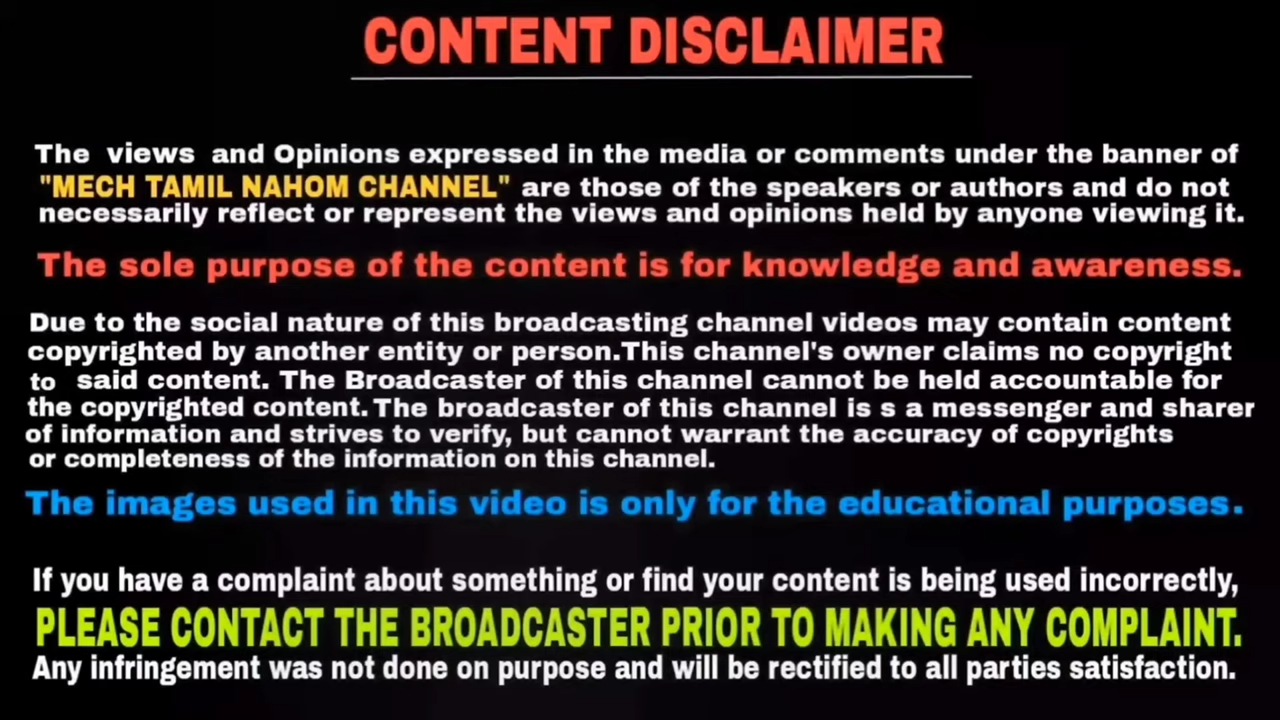 CONTENT DISCLAIMER
The views and Opinions expressed in the media or comments under the banner of
"MECH TAMIL NAHOM CHANNEL" are those of the speakers or authors and do not
necessarily reflect or represent the views and opinions held by anyone viewing it.
The sole purpose of the content is for knowledge and awareness.
Due to the social nature of this broadcasting channel videos may contain content
copyrighted by another entity or person.This channel's owner claims no copyright
to said content. The Broadcaster of this channel cannot be held accountable for
the copyrighted content. The broadcaster of this channel is s a messenger and sharer
of information and strives to verify, but cannot warrant the accuracy of copyrights
or completeness of the information on this channel.
The images used in this video is only for the educational purposes.
If you have a complaint about something or find your content is being used incorrectly,
PLEASE CONTACT THE BROADCASTER PRIOR TO MAKING ANY COMPLAINT.
Any infringement was not done on purpose and will be rectified to all parties satisfaction.